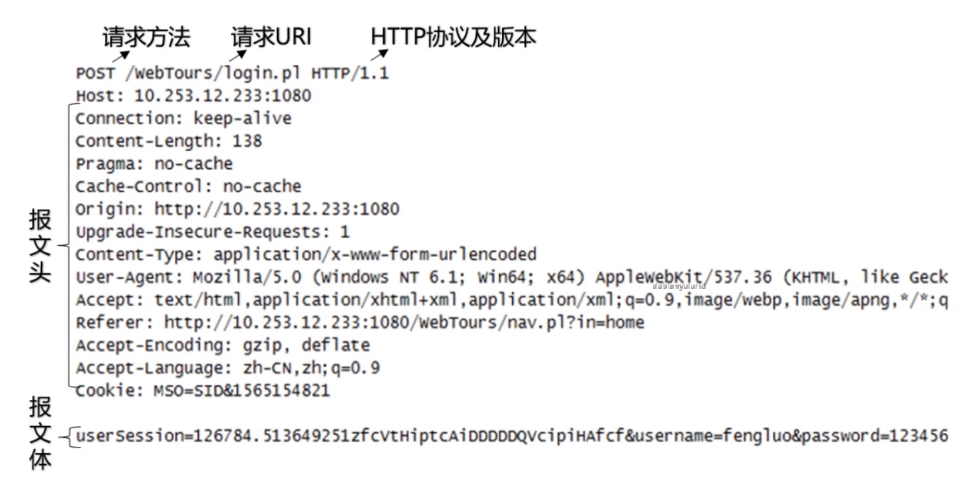 请求方法 请求URI HTTP协议及版本
POST /WebTours/login.pl HTTP/1.1
Host: 10.253.12.233:1080
Connection: keep-alive
Content-Length: 138
Pragma: no-cache
Cache-Control: no-cache
Origin: http://10.253.12.233:1080
Upgrade-Insecure-Requests: 1
Content-Type: application/x-www-form-urlencoded
User-Agent: Mozilla/5.0 (Windows NT 6.1; Win64; x64) AppleWebKit/537.36 (KHTML, like Geck
Accept: text/html,application/xhtml+xml,application/xml;q=0.9,image/webp,image/apng,*/*;q
Referer: http://10.253.12.233:1080/WebTours/nav.pl?in=home
Accept-Encoding: gzip, deflate
Accept-Language: zh-CN,zh;q=0.9
Cookie: MSO=SID&1565154821
报文头
userSession=126784.513649251zfcVtHiptcAiDDDDDQVcipiHAfcf&username=fengluo&password=123456
报文体